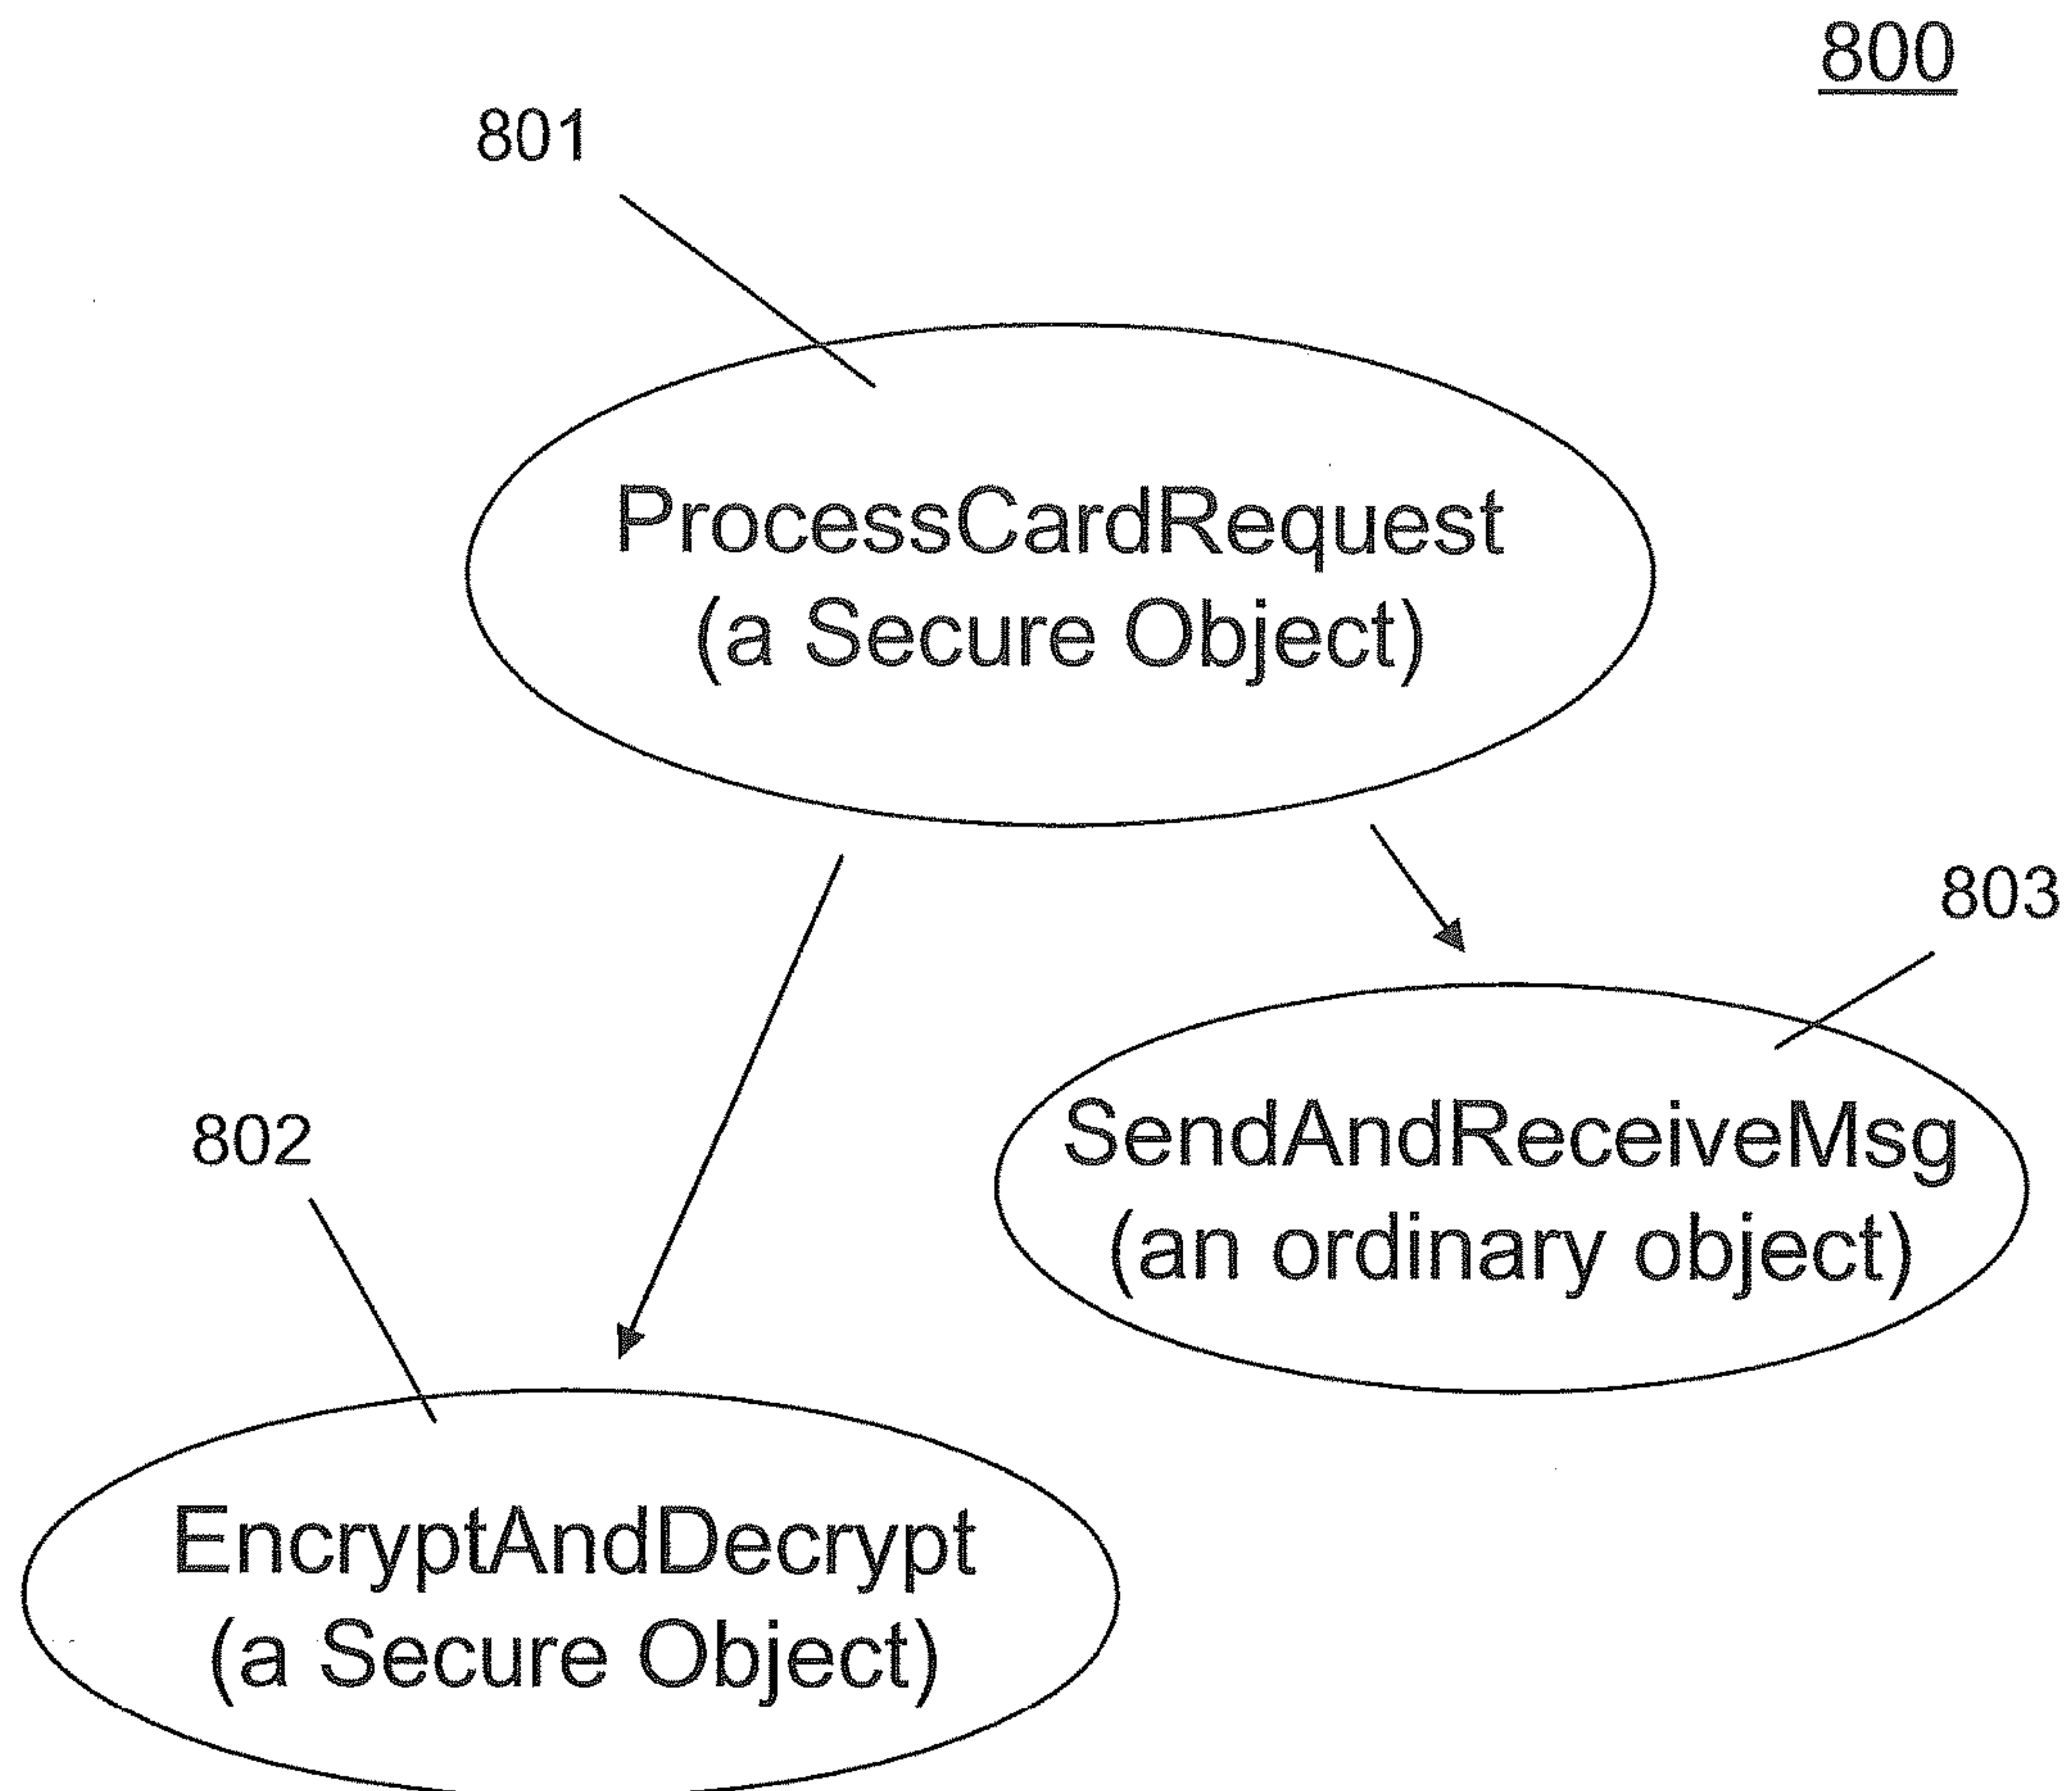 800
801
ProcessCardRequest
(a Secure Object)
803
SendAndReceiveMsg
(an ordinary object)
802
EncryptAndDecrypt
(a Secure Object)